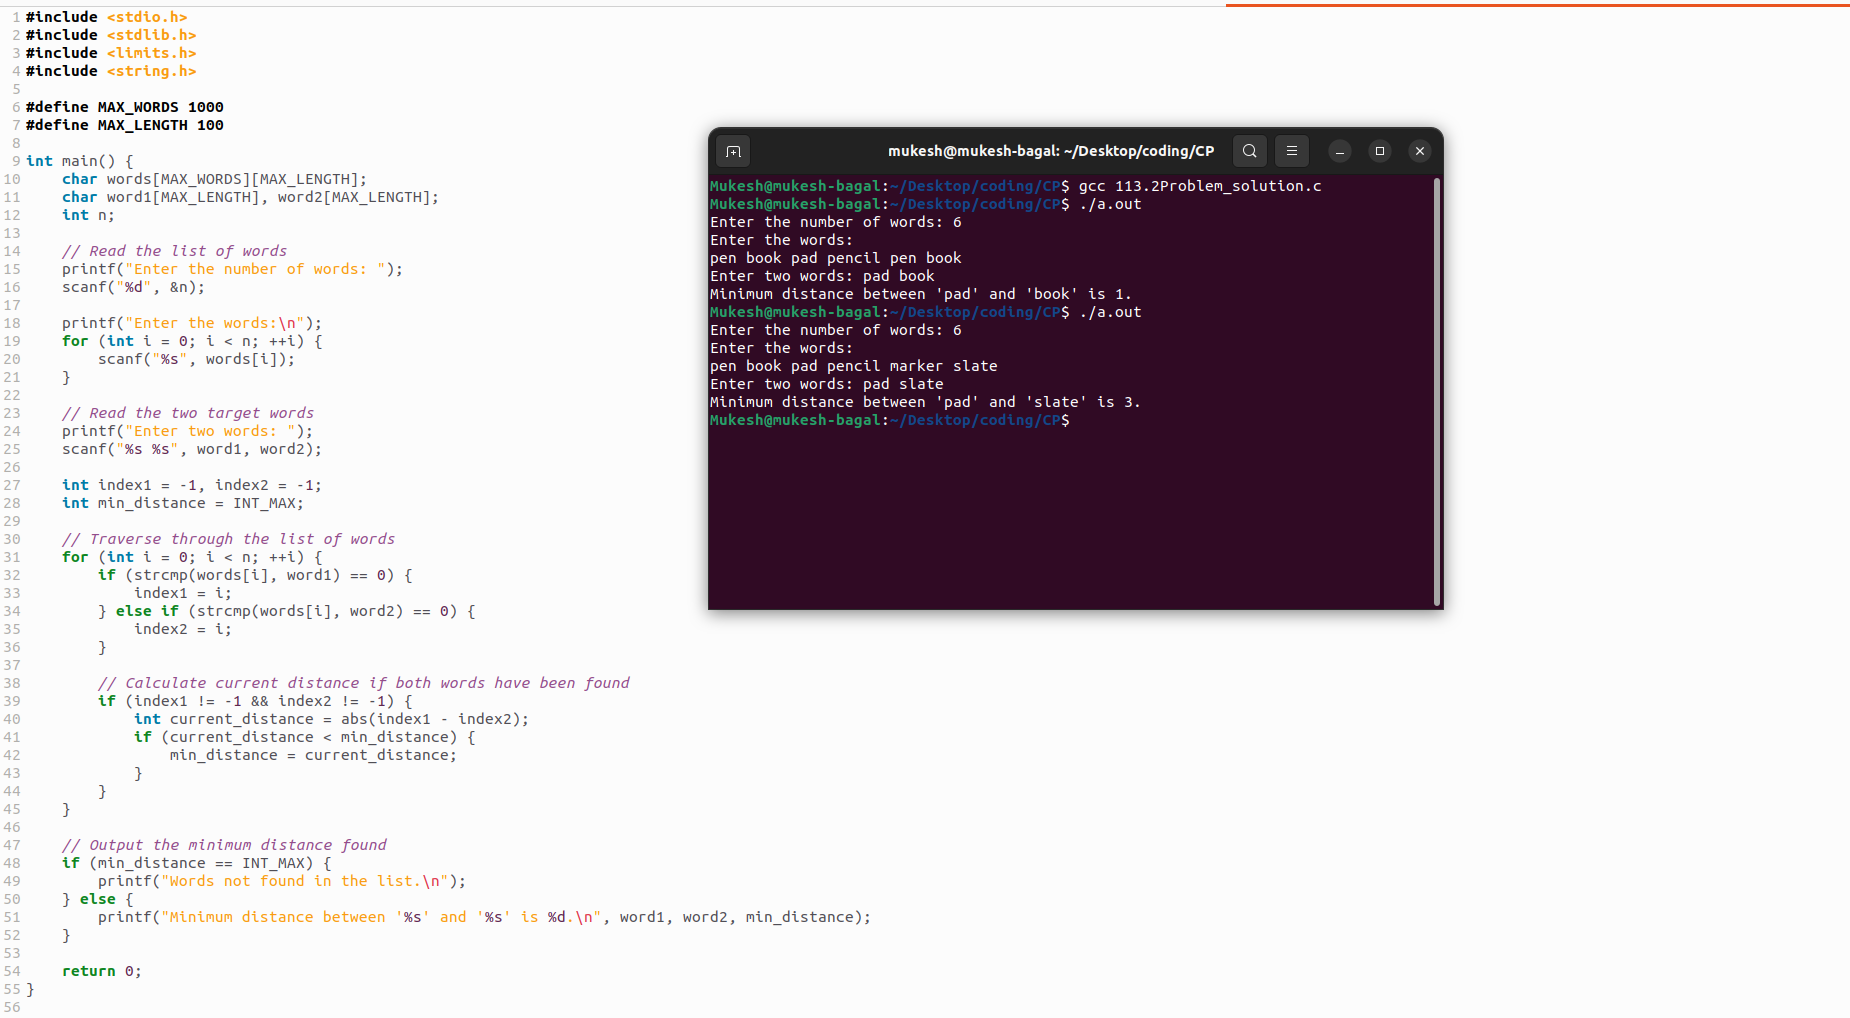 1 #include <stdio.h>
2 #include <stdlib.h>
3 #include <limits.h>
4 #include <string.h>
5
6 #define MAX_WORDS 1000
7 #define MAX_LENGTH 100
8
9 int main() {
10     char words[MAX_WORDS][MAX_LENGTH];
11     char word1[MAX_LENGTH], word2[MAX_LENGTH];
12     int n;
13
14     // Read the list of words
15     printf("Enter the number of words: ");
16     scanf("%d", &n);
17
18     printf("Enter the words:\n");
19     for (int i = 0; i < n; ++i) {
20         scanf("%s", words[i]);
21     }
22
23     // Read the two target words
24     printf("Enter two words: ");
25     scanf("%s %s", word1, word2);
26
27     int index1 = -1, index2 = -1;
28     int min_distance = INT_MAX;
29
30     // Traverse through the list of words
31     for (int i = 0; i < n; ++i) {
32         if (strcmp(words[i], word1) == 0) {
33             index1 = i;
34         } else if (strcmp(words[i], word2) == 0) {
35             index2 = i;
36         }
37
38         // Calculate current distance if both words have been found
39         if (index1 != -1 && index2 != -1) {
40             int current_distance = abs(index1 - index2);
41             if (current_distance < min_distance) {
42                 min_distance = current_distance;
43             }
44         }
45     }
46
47     // Output the minimum distance found
48     if (min_distance == INT_MAX) {
49         printf("Words not found in the list.\n");
50     } else {
51         printf("Minimum distance between '%s' and '%s' is %d.\n", word1, word2, min_distance);
52     }
53
54     return 0;
55 }
56
mukesh@mukesh-bagal: ~/Desktop/coding/CP
Mukesh@mukesh-bagal:~/Desktop/coding/CP$ gcc 113.2Problem_solution.c
Mukesh@mukesh-bagal:~/Desktop/coding/CP$ ./a.out
Enter the number of words: 6
Enter the words:
pen book pad pencil pen book
Enter two words: pad book
Minimum distance between 'pad' and 'book' is 1.
Mukesh@mukesh-bagal:~/Desktop/coding/CP$ ./a.out
Enter the number of words: 6
Enter the words:
pen book pad pencil marker slate
Enter two words: pad slate
Minimum distance between 'pad' and 'slate' is 3.
Mukesh@mukesh-bagal:~/Desktop/coding/CP$